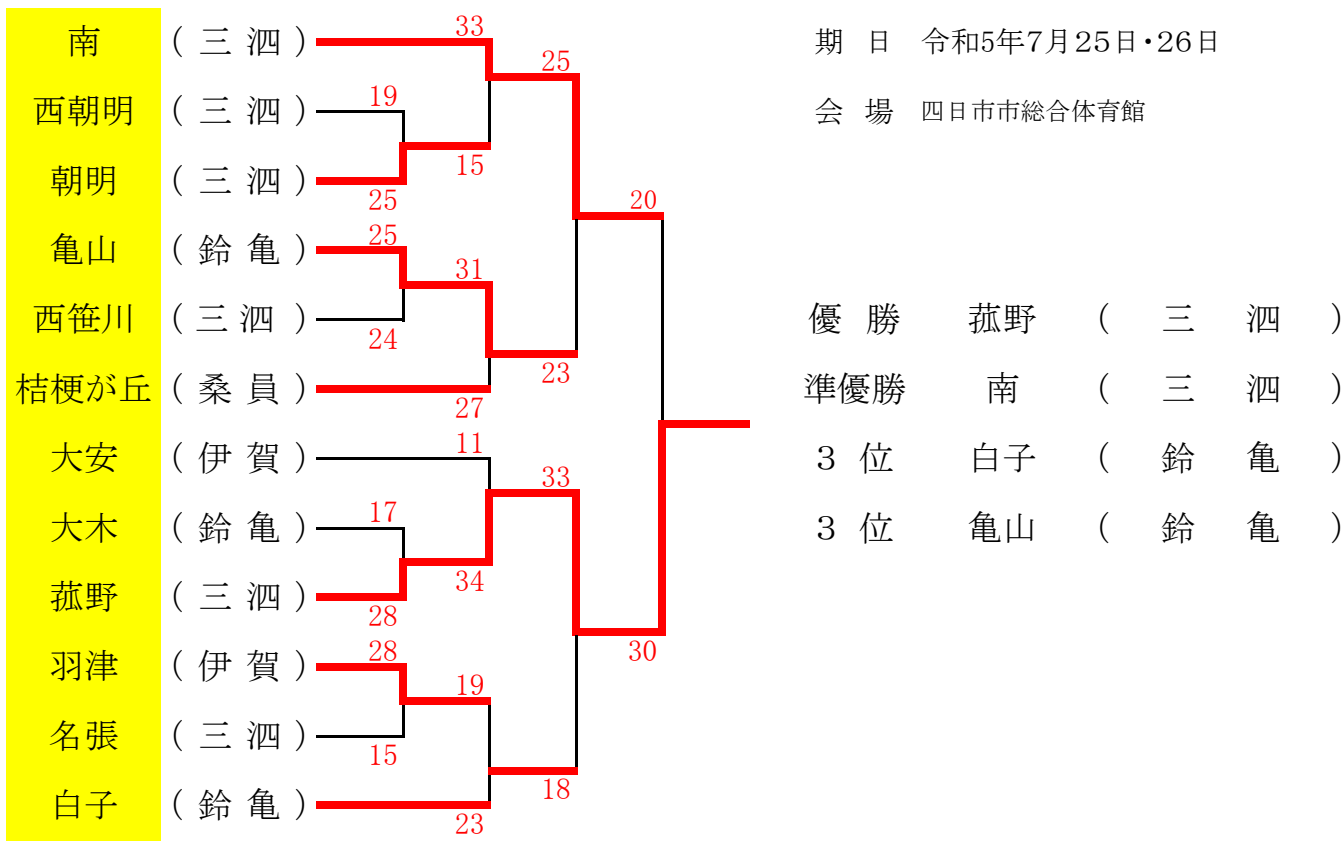 南 (三泗) 33
期 日 令和5年7月25日・26日
25
西朝明 (三泗) 19
会 場 四日市市総合体育館
朝明 (三泗) 25
15
20
亀山 (鈴亀) 25
31
西笹川 (三泗) 24
優 勝 菰野 ( 三 泗 )
23
桔梗が丘 (桑員) 27
準優勝 南 ( 三 泗 )
大安 (伊賀) 11
3 位 白子 ( 鈴 亀 )
33
大木 (鈴亀) 17
3 位 亀山 ( 鈴 亀 )
34
菰野 (三泗) 28
羽津 (伊賀) 28
30
19
名張 (三泗) 15
18
白子 (鈴亀) 23